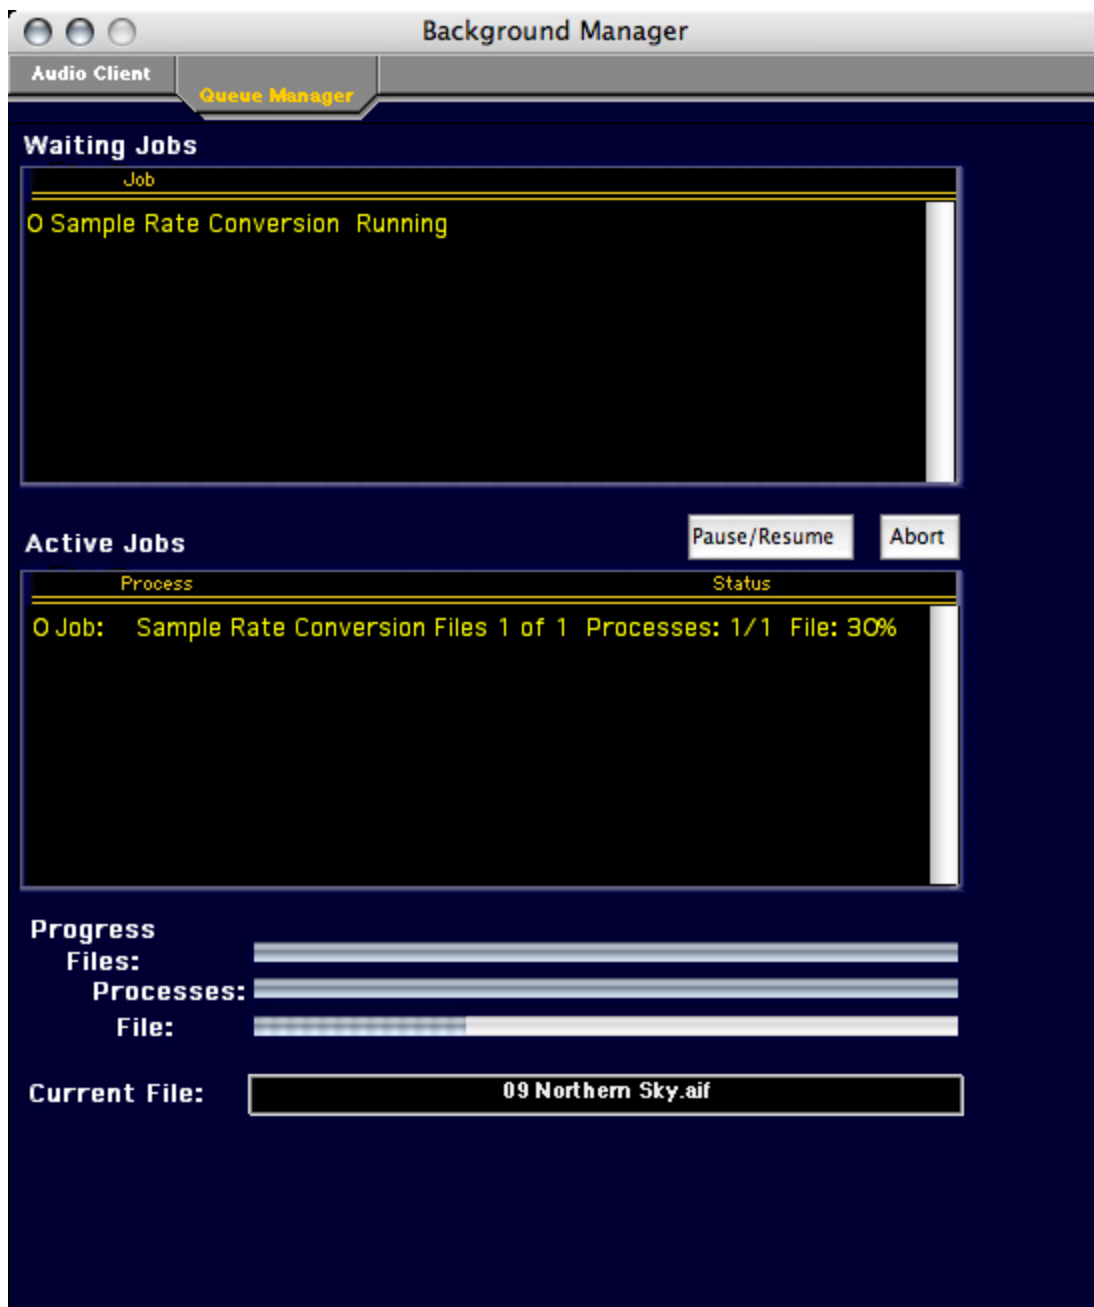 Background Manager
Audio Client
Queue Manager
Waiting Jobs
Job
O Sample Rate Conversion Running
Active Jobs
Pause/Resume
Abort
Process Status
O Job: Sample Rate Conversion Files 1 of 1 Processes: 1/1 File: 30%
Progress
Files:
Processes:
File:
Current File: 09 Northern Sky.aif